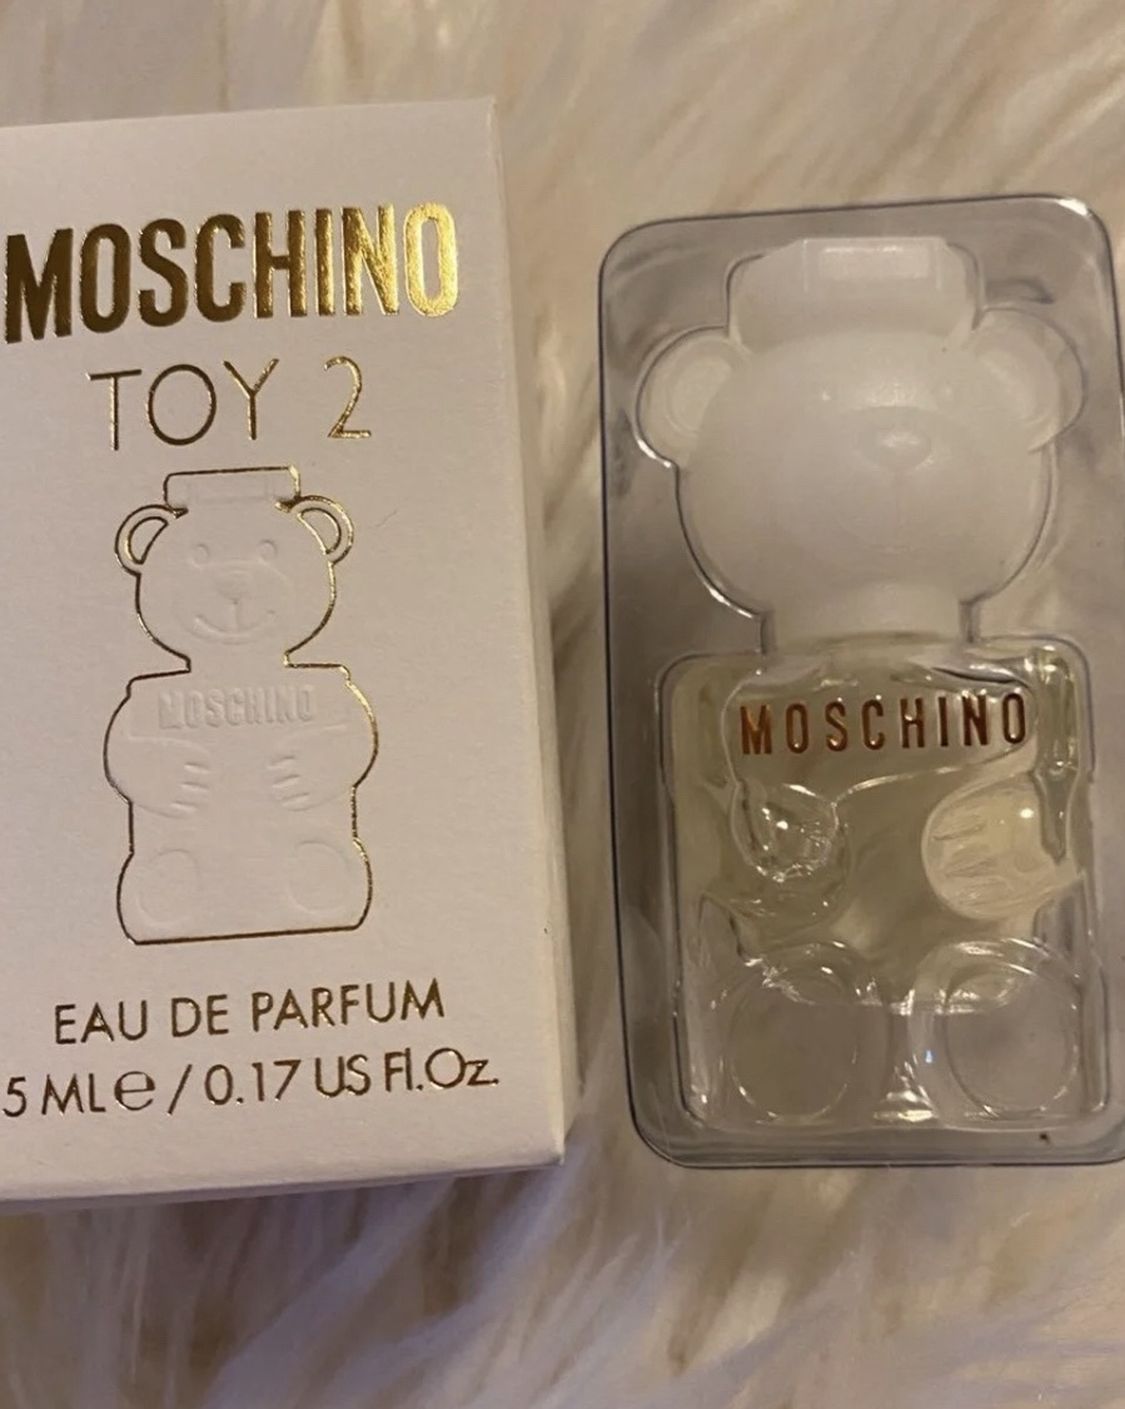 MOSCHINO
TOY 2
MOSCHINO
EAU DE PARFUM
5 ML℮ / 0.17 US Fl.Oz.
MOSCHINO